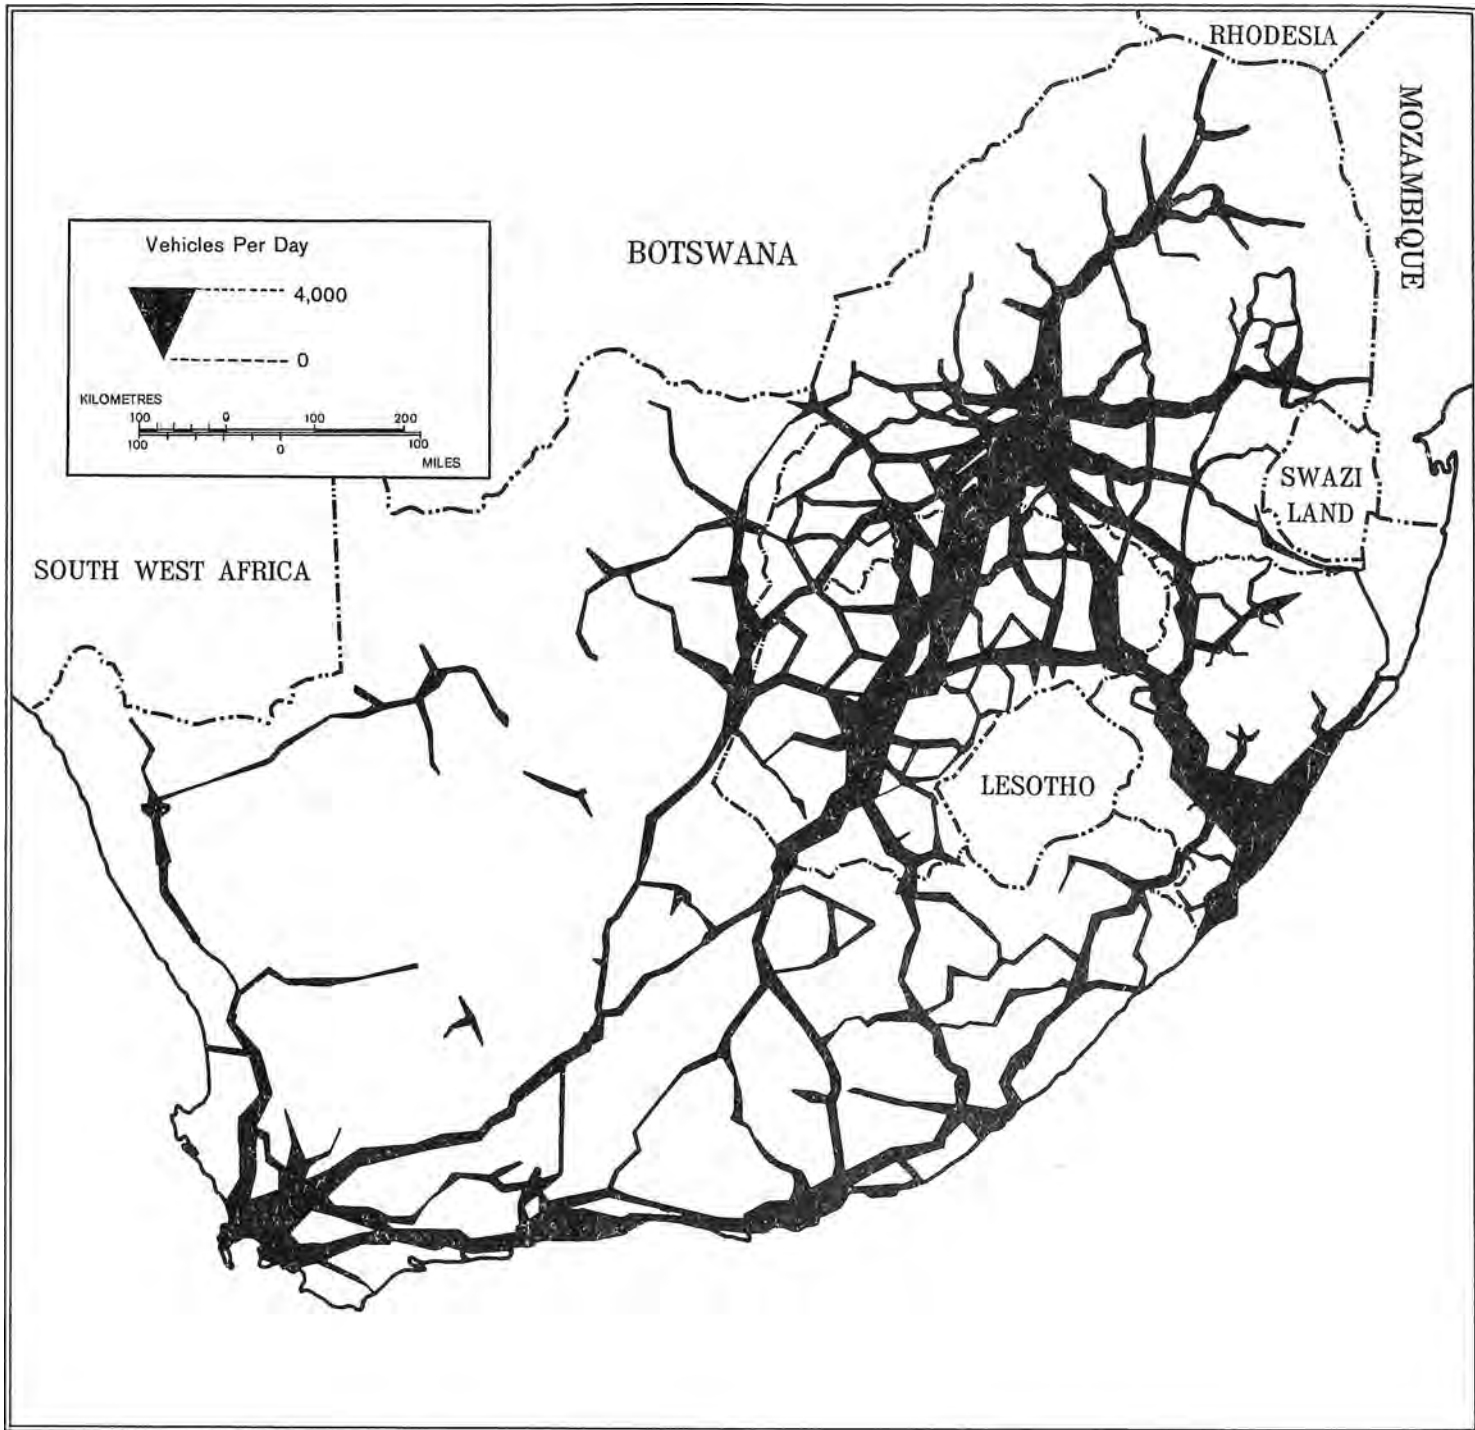 RHODESIA
MOZAMBIQUE
Vehicles Per Day
4,000
0
BOTSWANA
KILOMETRES
100 0 100 200
100 0 100
MILES
SWAZI
LAND
SOUTH WEST AFRICA
LESOTHO